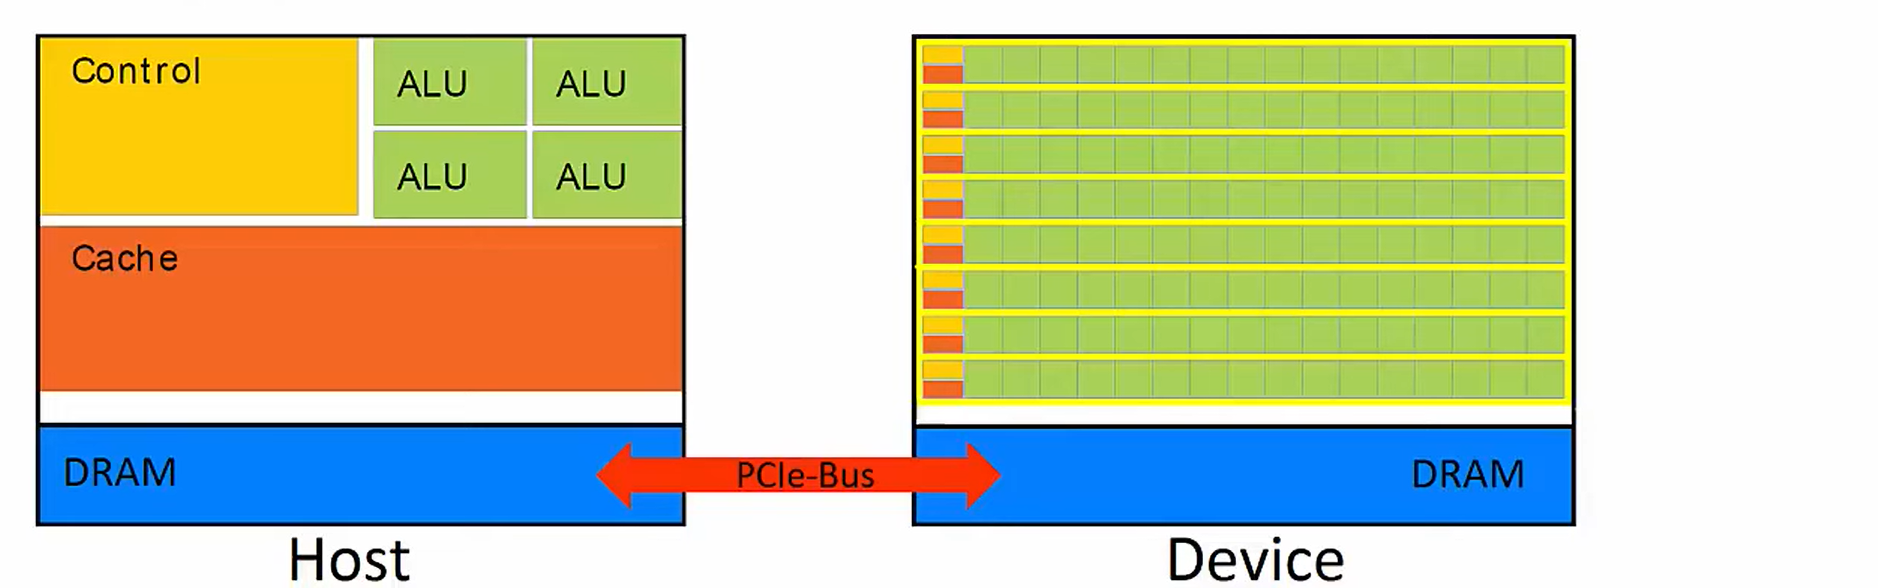 Control
ALU ALU
ALU ALU
Cache
DRAM
PCIe-Bus
DRAM
Host
Device